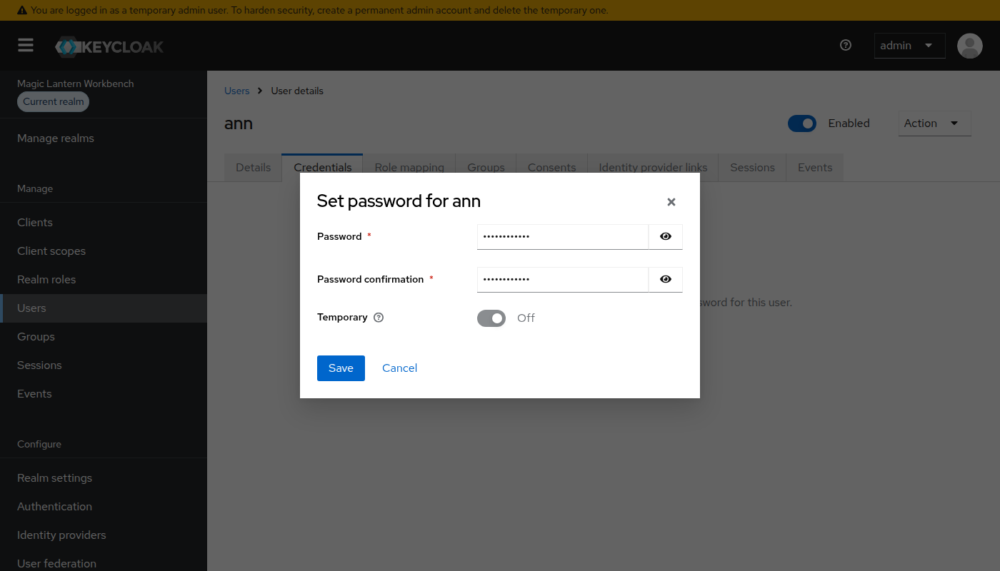 You are logged in as a temporary admin user. To harden security, create a permanent admin account and delete the temporary one.
KEYCLOAK
admin
Magic Lantern Workbench
Current realm
Manage realms
Manage
Clients
Client scopes
Realm roles
Users
Groups
Sessions
Events
Configure
Realm settings
Authentication
Identity providers
User federation
Users User details
ann
Enabled
Action
Details Credentials Role mapping Groups Consents Identity provider links Sessions Events
for this user.
Set password for ann
Password *
••••••••••••
Password confirmation *
••••••••••••
Temporary
Off
Save Cancel